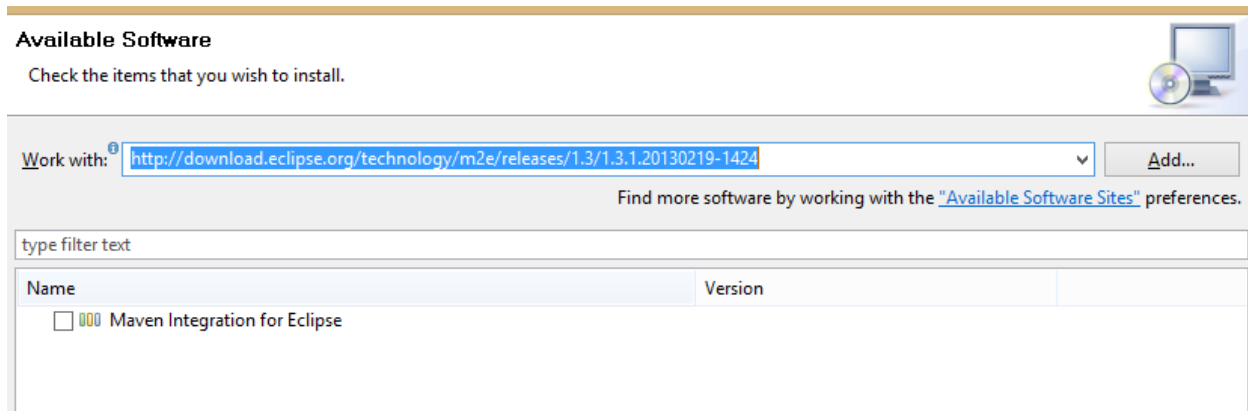 Available Software
Check the items that you wish to install.
Work with: http://download.eclipse.org/technology/m2e/releases/1.3/1.3.1.20130219-1424 Add...
Find more software by working with the "Available Software Sites" preferences.
type filter text
Name Version
Maven Integration for Eclipse